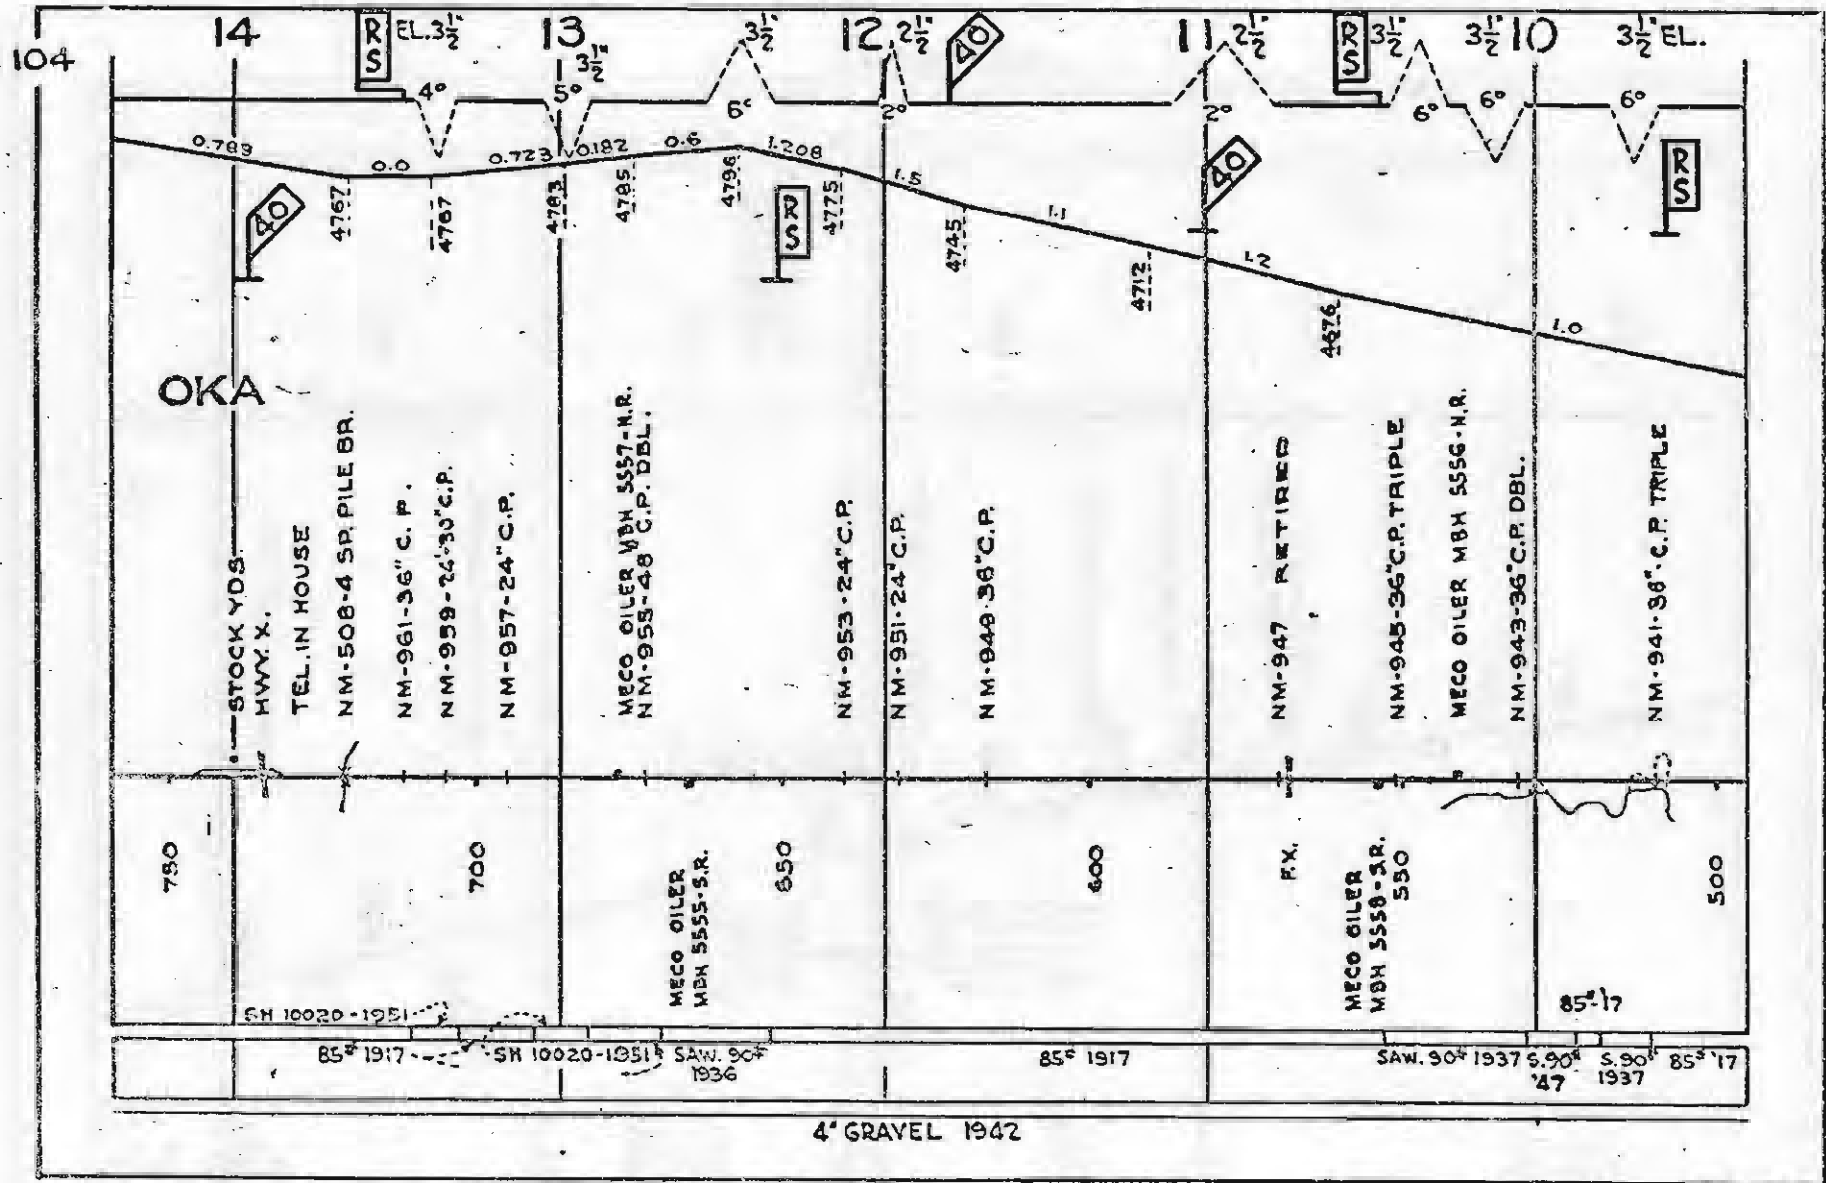 104
14
RS
EL. 3½"
13
3½"
3½"
12
2½"
40
11
2½"
RS
3½"
3½"
10
3½" EL.
4°
5°
6°
2°
2°
6°
6°
6°
0.789
0.0
0.723
0.182
0.6
1.208
1.5
1.1
1.2
1.0
40
4767
4767
4783
4785
4796
RS
4775
4745
4712
40
4676
RS
OKA
STOCK YDS.
HWY. X.
TEL. IN HOUSE
NM-508-4 SP. PILE BR.
NM-961-36" C.P.
NM-959-24"-30" C.P.
NM-957-24" C.P.
MECO OILER MBH 5557-N.R.
NM-955-48" C.P. DBL.
NM-953-24" C.P.
NM-951-24" C.P.
NM-949-36" C.P.
NM-947 RETIRED
NM-945-36" C.P. TRIPLE
MECO OILER MBH 5556-N.R.
NM-943-36" C.P. DBL.
NM-941-36" C.P. TRIPLE
750
700
MECO OILER
MBH 5555-S.R.
650
600
F.X.
MECO OILER
MBH 5558-S.R.
550
500
SH 10020-1951
85#-17
85# 1917
SH 10020-1951
SAW. 90#
1936
85# 1917
SAW. 90# 1937
S. 90#
'47
S. 90#
1937
85# '17
4" GRAVEL 1942